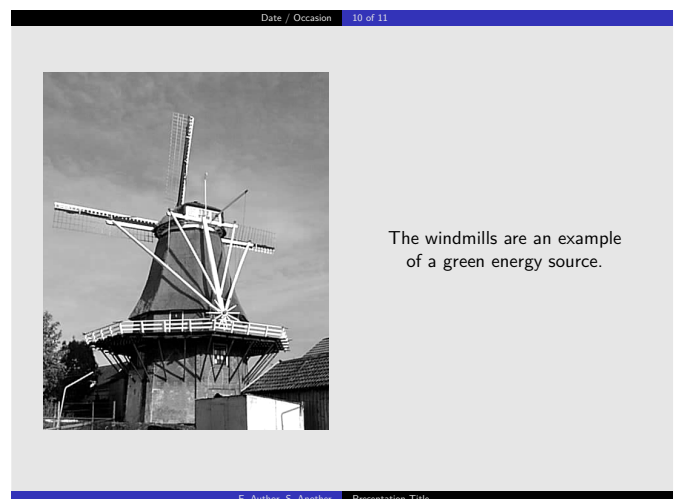 Date / Occasion 10 of 11
The windmills are an example
of a green energy source.
F. Author, S. Another Presentation Title